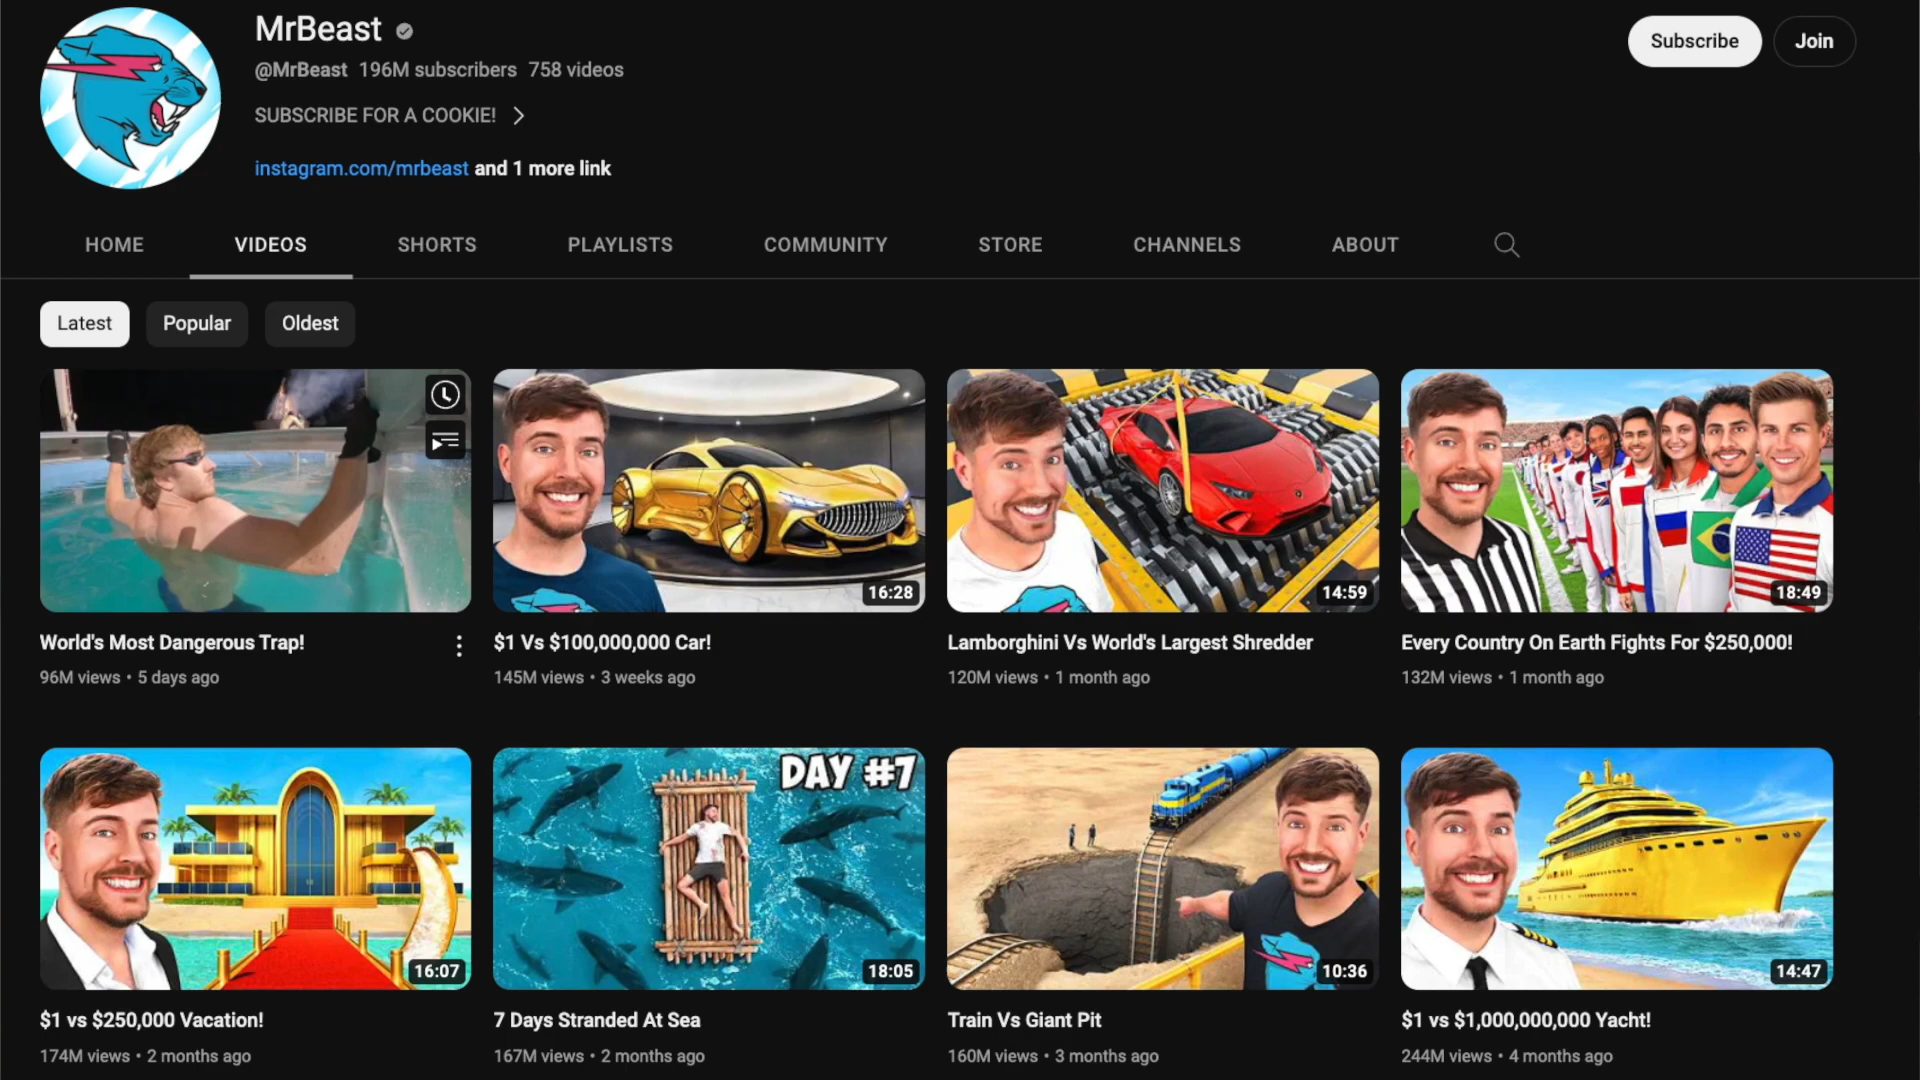 MrBeast
@MrBeast 196M subscribers 758 videos
SUBSCRIBE FOR A COOKIE!
instagram.com/mrbeast and 1 more link
Subscribe
Join
HOME
VIDEOS
SHORTS
PLAYLISTS
COMMUNITY
STORE
CHANNELS
ABOUT
Latest
Popular
Oldest
16:28
14:59
18:49
World's Most Dangerous Trap!
96M views • 5 days ago
$1 Vs $100,000,000 Car!
145M views • 3 weeks ago
Lamborghini Vs World's Largest Shredder
120M views • 1 month ago
Every Country On Earth Fights For $250,000!
132M views • 1 month ago
DAY #7
16:07
18:05
10:36
14:47
$1 vs $250,000 Vacation!
174M views • 2 months ago
7 Days Stranded At Sea
167M views • 2 months ago
Train Vs Giant Pit
160M views • 3 months ago
$1 vs $1,000,000,000 Yacht!
244M views • 4 months ago